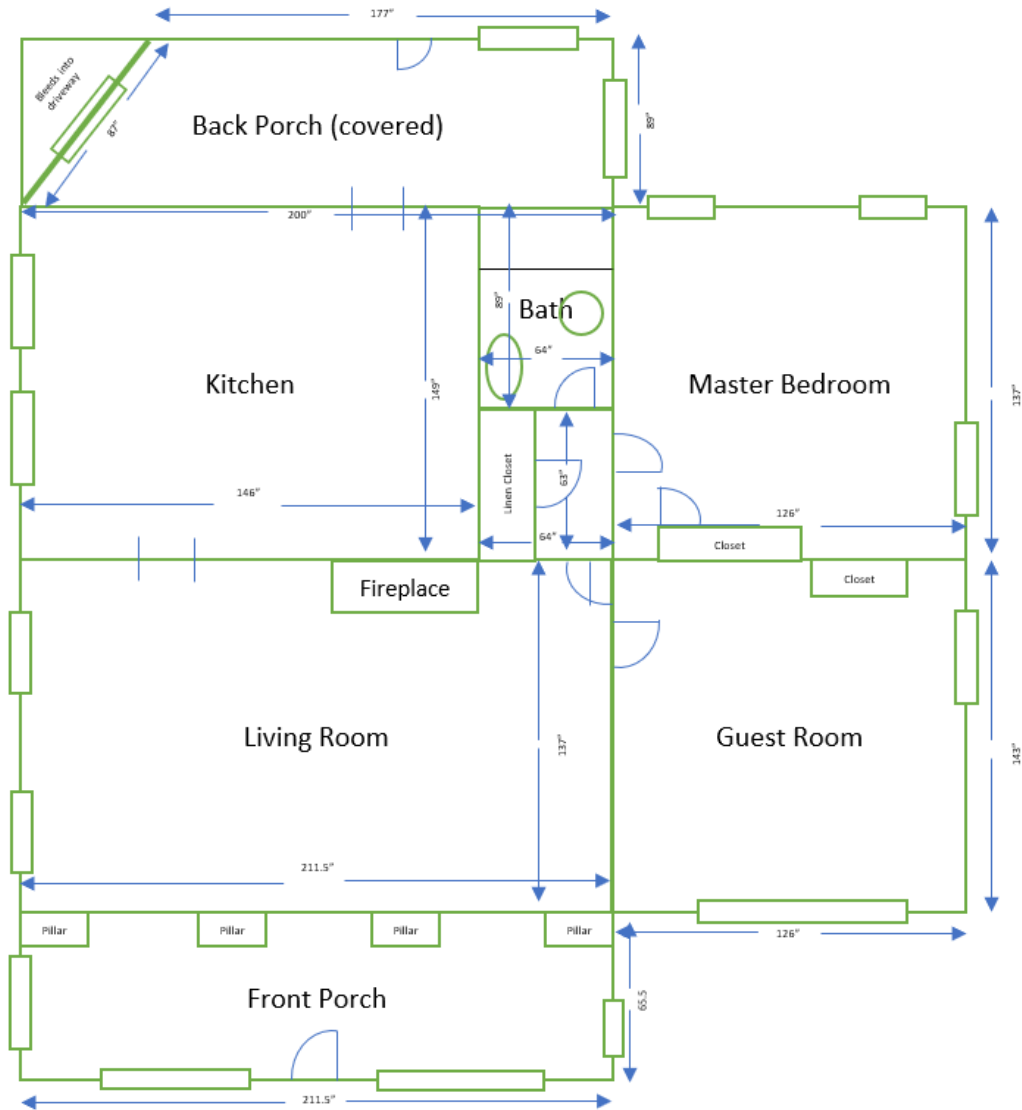 177"
Bleeds into
driveway
87"
Back Porch (covered)
89"
200"
89"
Bath
64"
Kitchen
149"
Master Bedroom
137"
146"
Linen Closet
63"
64"
126"
Closet
Closet
Fireplace
Living Room
137"
Guest Room
143"
211.5"
Pillar
Pillar
Pillar
Pillar
126"
Front Porch
65.5
211.5"